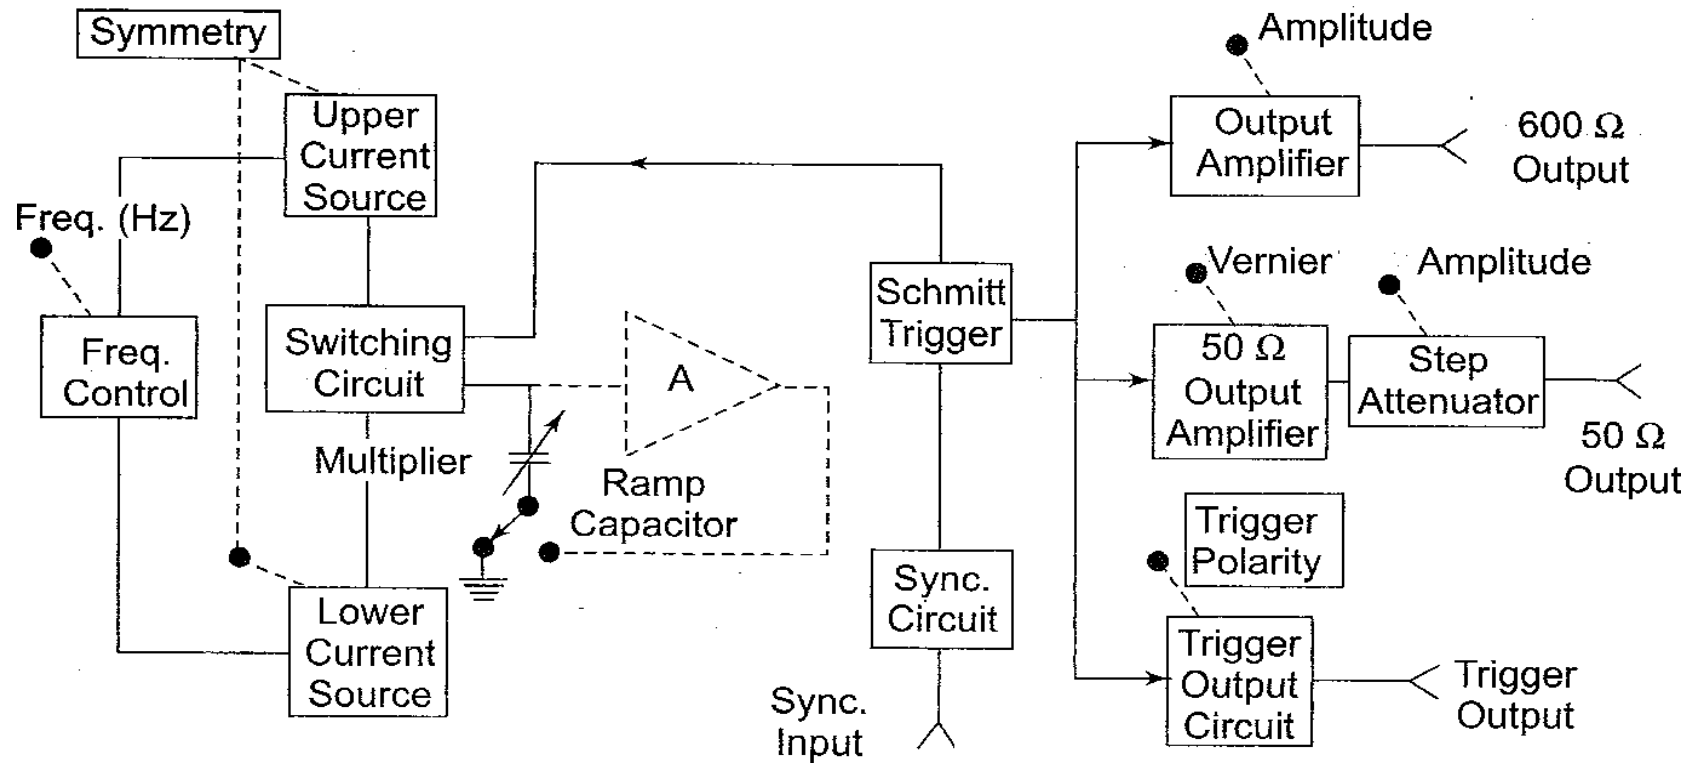 Symmetry
Upper
Current
Source
Freq. (Hz)
Freq.
Control
Switching
Circuit
Multiplier
Lower
Current
Source
A
Ramp
Capacitor
Schmitt
Trigger
Sync.
Circuit
Sync.
Input
Amplitude
Output
Amplifier
600 Ω
Output
Vernier
Amplitude
50 Ω
Output
Amplifier
Step
Attenuator
50 Ω
Output
Trigger
Polarity
Trigger
Output
Circuit
Trigger
Output